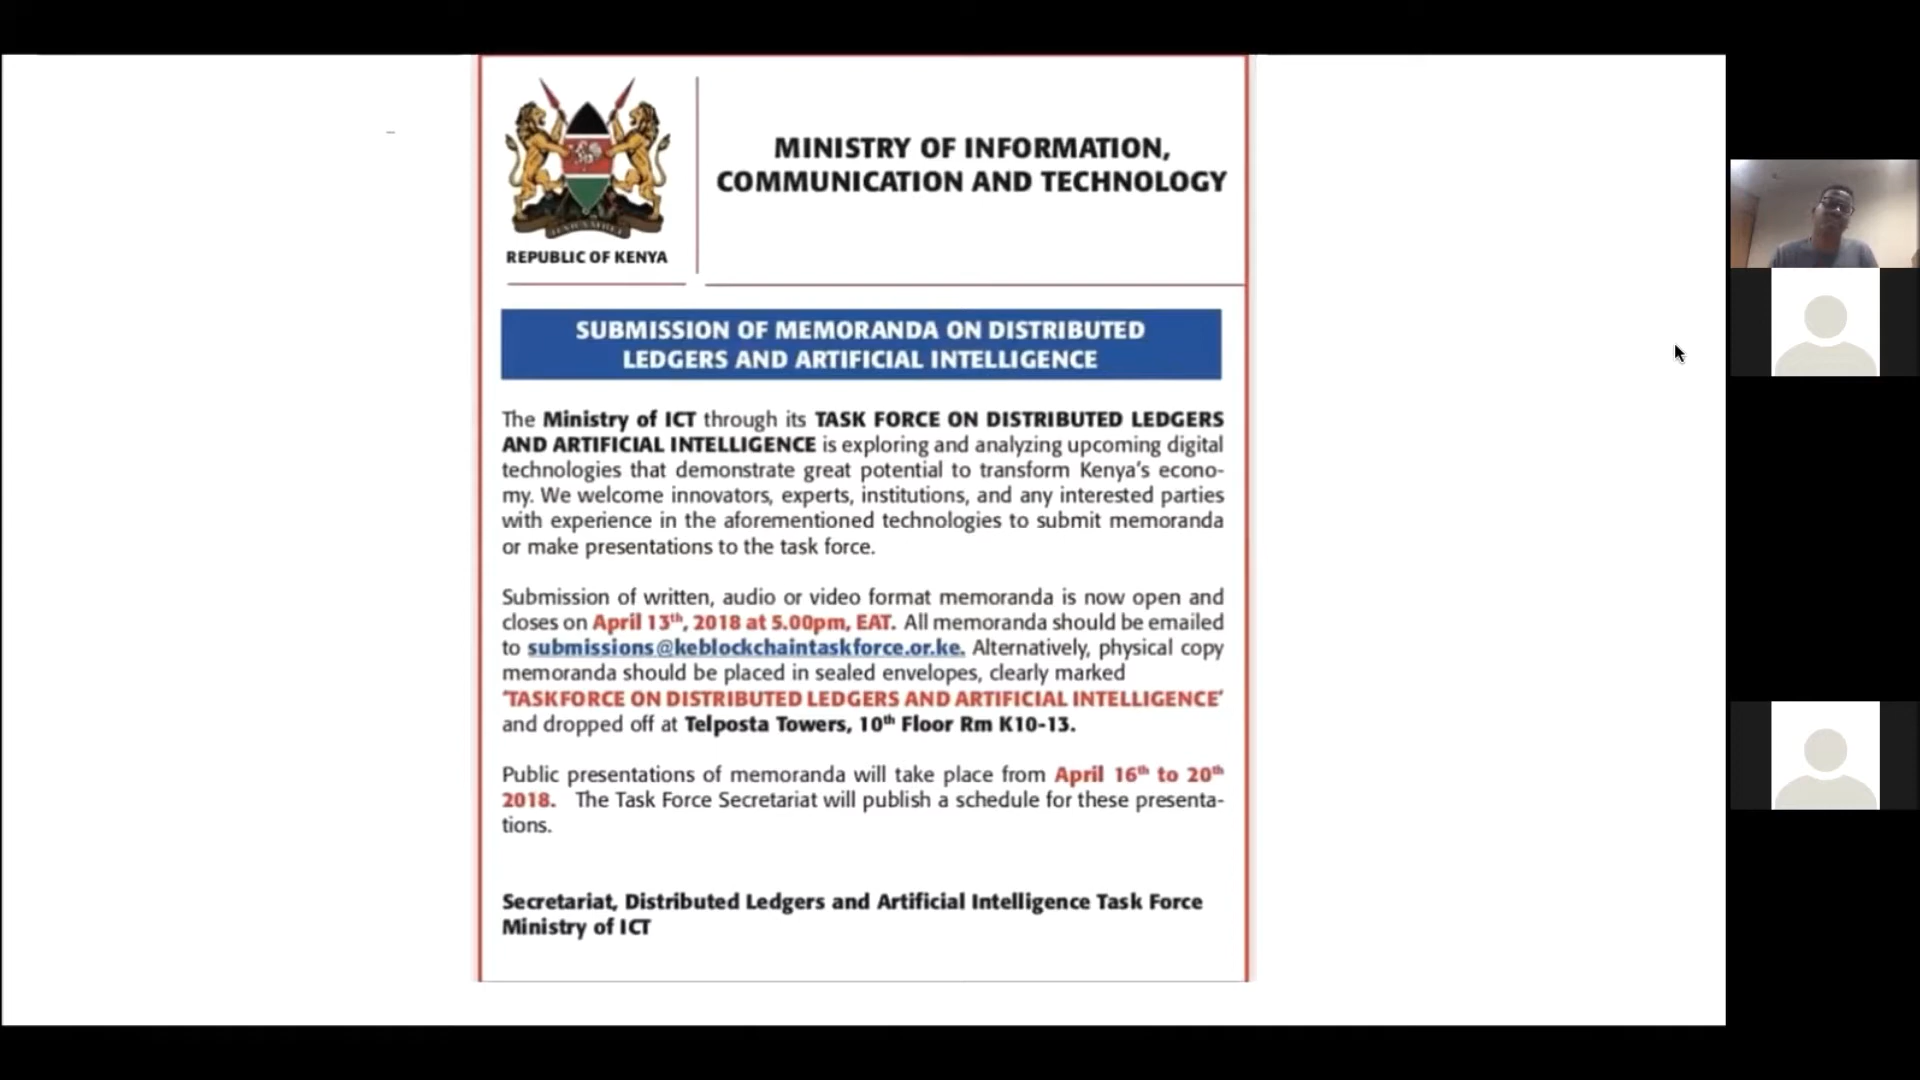 REPUBLIC OF KENYA
MINISTRY OF INFORMATION,
COMMUNICATION AND TECHNOLOGY
SUBMISSION OF MEMORANDA ON DISTRIBUTED
LEDGERS AND ARTIFICIAL INTELLIGENCE
The Ministry of ICT through its TASK FORCE ON DISTRIBUTED LEDGERS
AND ARTIFICIAL INTELLIGENCE is exploring and analyzing upcoming digital
technologies that demonstrate great potential to transform Kenya's econo-
my. We welcome innovators, experts, institutions, and any interested parties
with experience in the aforementioned technologies to submit memoranda
or make presentations to the task force.
Submission of written, audio or video format memoranda is now open and
closes on April 13th, 2018 at 5.00pm, EAT. All memoranda should be emailed
to submissions@keblockchaintaskforce.or.ke. Alternatively, physical copy
memoranda should be placed in sealed envelopes, clearly marked
'TASKFORCE ON DISTRIBUTED LEDGERS AND ARTIFICIAL INTELLIGENCE'
and dropped off at Telposta Towers, 10th Floor Rm K10-13.
Public presentations of memoranda will take place from April 16th to 20th
2018. The Task Force Secretariat will publish a schedule for these presenta-
tions.
Secretariat, Distributed Ledgers and Artificial Intelligence Task Force
Ministry of ICT